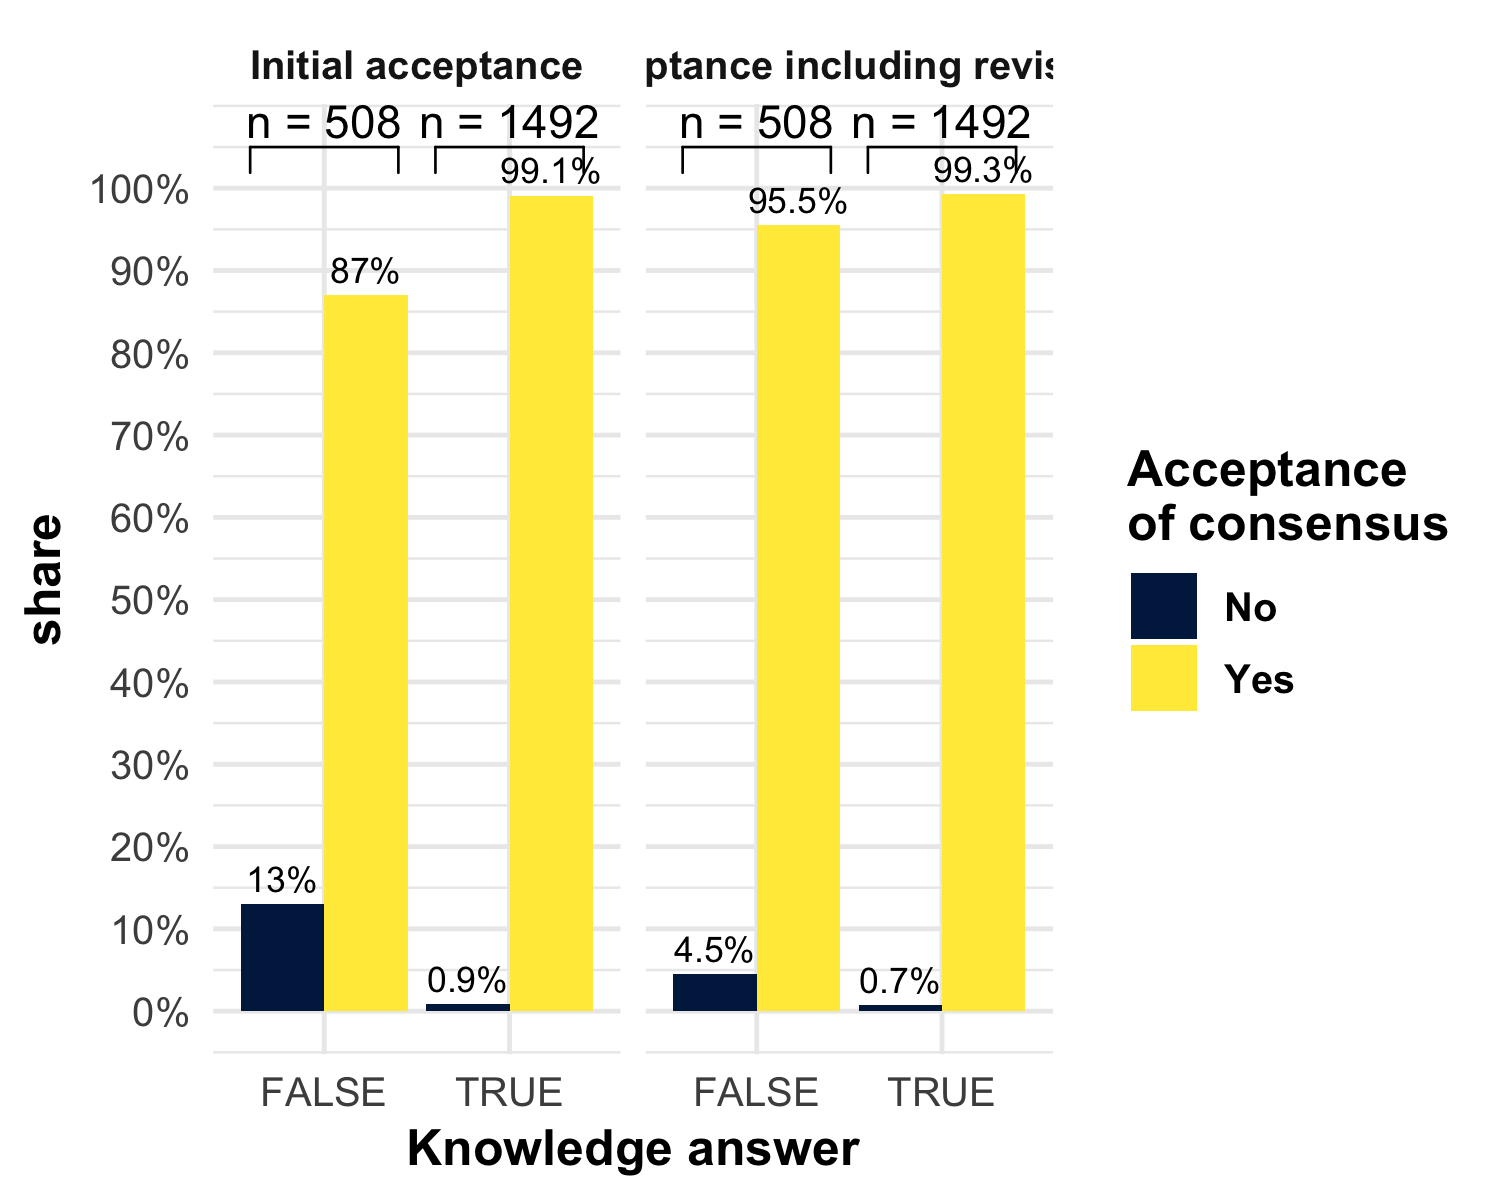 Initial acceptance
ptance including revis
n = 508 n = 1492
n = 508 n = 1492
99.1%
99.3%
95.5%
87%
13%
0.9%
4.5%
0.7%
100%
90%
80%
70%
60%
50%
40%
30%
20%
10%
0%
share
FALSE TRUE
FALSE TRUE
Knowledge answer
Acceptance
of consensus
No
Yes